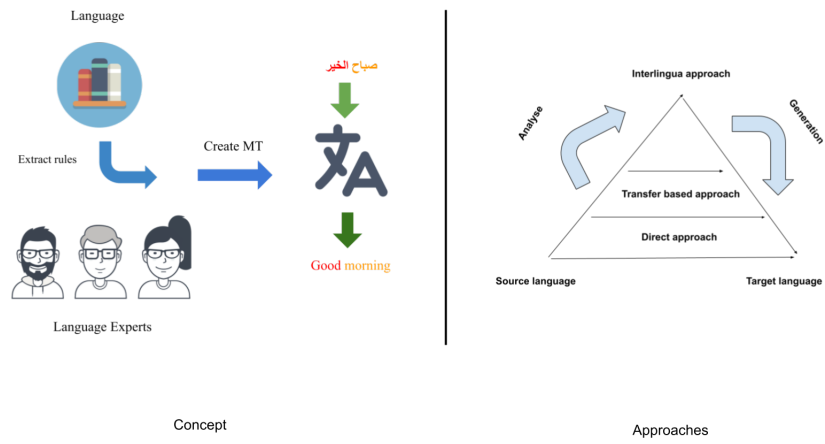 Language
صباح الخير
Create MT
Extract rules
Good morning
Language Experts
Concept
Interlingua approach
Analyse
Generation
Transfer based approach
Direct approach
Source language
Target language
Approaches